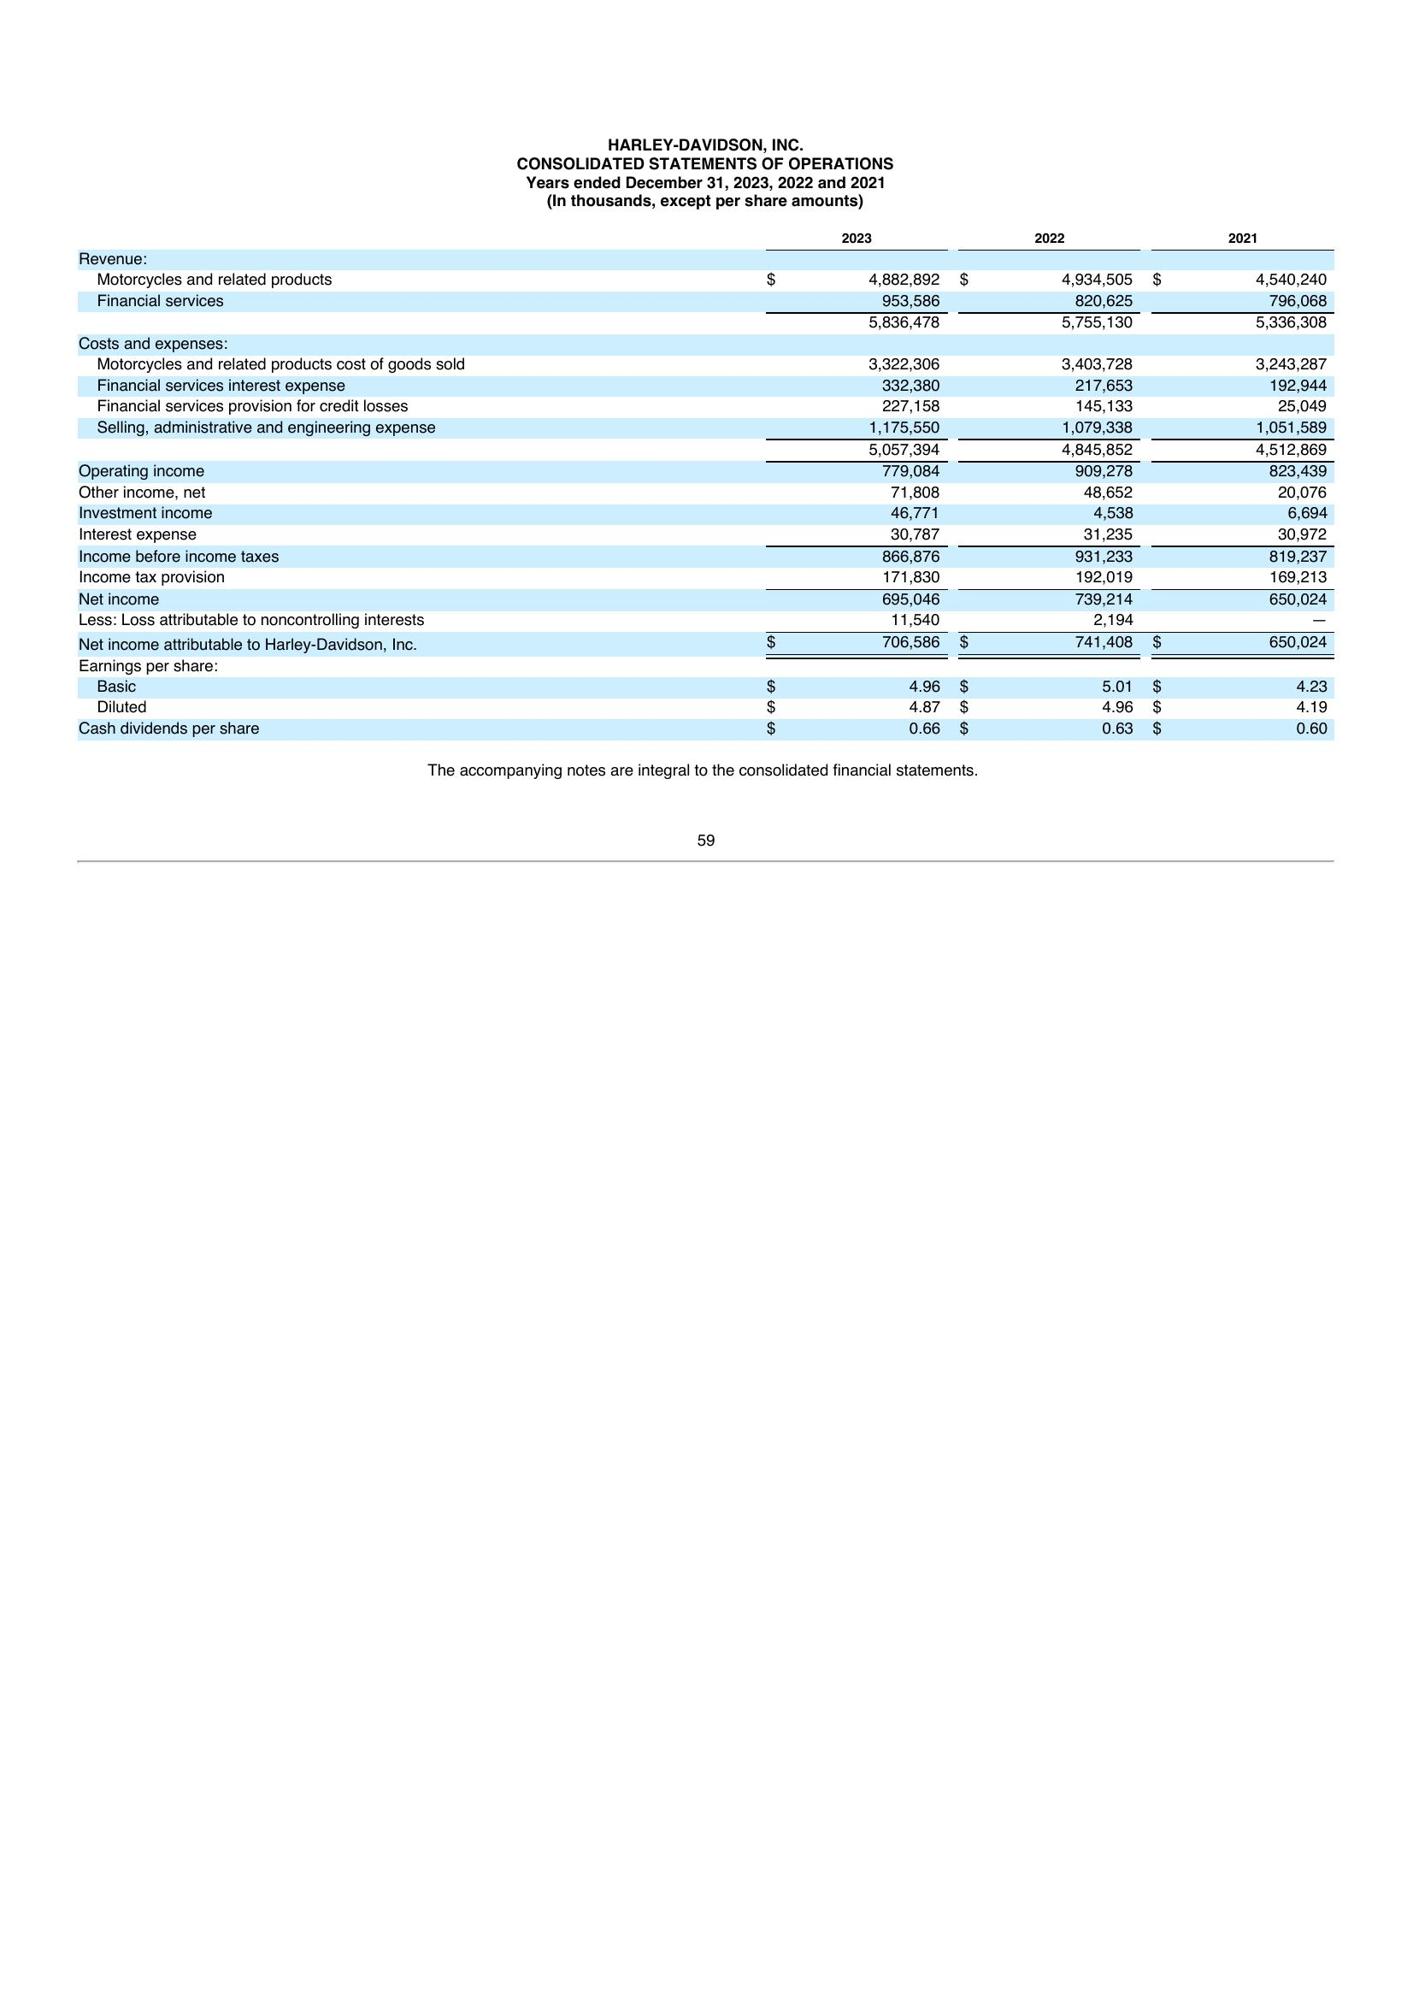 HARLEY-DAVIDSON, INC.
CONSOLIDATED STATEMENTS OF OPERATIONS
Years ended December 31, 2023, 2022 and 2021
(In thousands, except per share amounts)
2023 2022 2021
Revenue:
Motorcycles and related products $ 4,882,892 $ 4,934,505 $ 4,540,240
Financial services 953,586 820,625 796,068
5,836,478 5,755,130 5,336,308
Costs and expenses:
Motorcycles and related products cost of goods sold 3,322,306 3,403,728 3,243,287
Financial services interest expense 332,380 217,653 192,944
Financial services provision for credit losses 227,158 145,133 25,049
Selling, administrative and engineering expense 1,175,550 1,079,338 1,051,589
5,057,394 4,845,852 4,512,869
Operating income 779,084 909,278 823,439
Other income, net 71,808 48,652 20,076
Investment income 46,771 4,538 6,694
Interest expense 30,787 31,235 30,972
Income before income taxes 866,876 931,233 819,237
Income tax provision 171,830 192,019 169,213
Net income 695,046 739,214 650,024
Less: Loss attributable to noncontrolling interests 11,540 2,194 —
Net income attributable to Harley-Davidson, Inc. $ 706,586 $ 741,408 $ 650,024
Earnings per share:
Basic $ 4.96 $ 5.01 $ 4.23
Diluted $ 4.87 $ 4.96 $ 4.19
Cash dividends per share $ 0.66 $ 0.63 $ 0.60
The accompanying notes are integral to the consolidated financial statements.
59